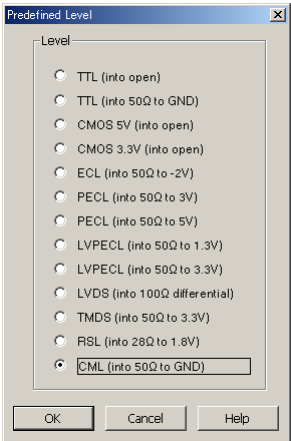 Predefined Level
Level
TTL (into open)
TTL (into 50Ω to GND)
CMOS 5V (into open)
CMOS 3.3V (into open)
ECL (into 50Ω to -2V)
PECL (into 50Ω to 3V)
PECL (into 50Ω to 5V)
LVPECL (into 50Ω to 1.3V)
LVPECL (into 50Ω to 3.3V)
LVDS (into 100Ω differential)
TMDS (into 50Ω to 3.3V)
RSL (into 28Ω to 1.8V)
CML (into 50Ω to GND)
OK Cancel Help